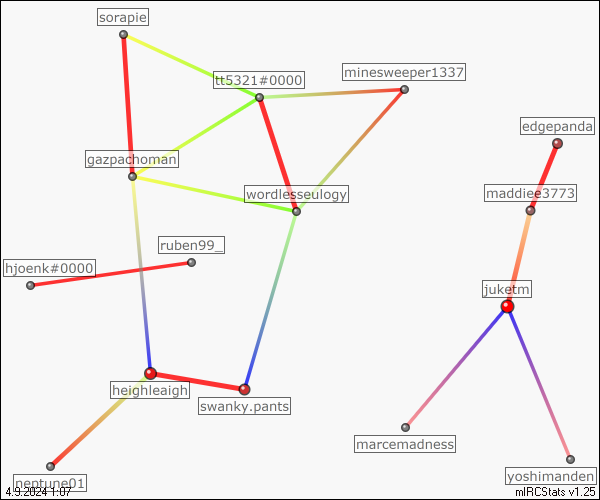 sorapie
tt5321#0000
minesweeper1337
edgepanda
gazpachoman
maddiee3773
wordlesseulogy
ruben99_
hjoenk#0000
juketm
heighleaigh
swanky.pants
marcemadness
yoshimanden
neptune01
4.9.2024 1:07
mIRCStats v1.25